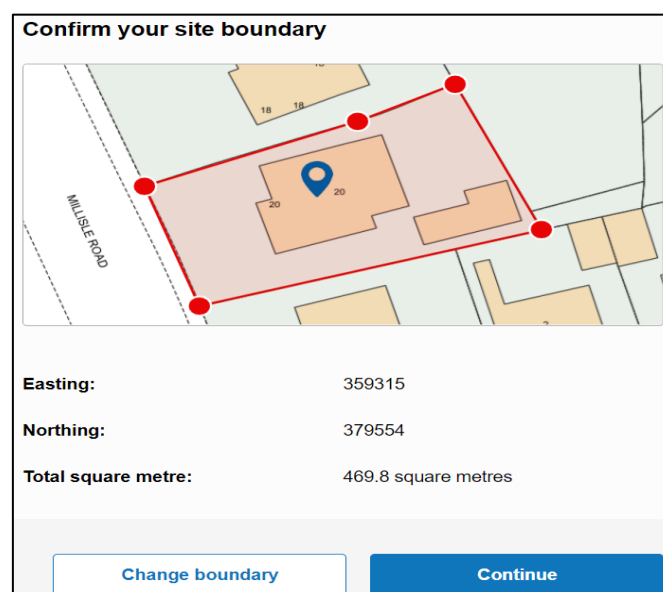 Confirm your site boundary
18 18
20 20
MILLISLE ROAD
2
Easting: 359315
Northing: 379554
Total square metre: 469.8 square metres
Change boundary Continue